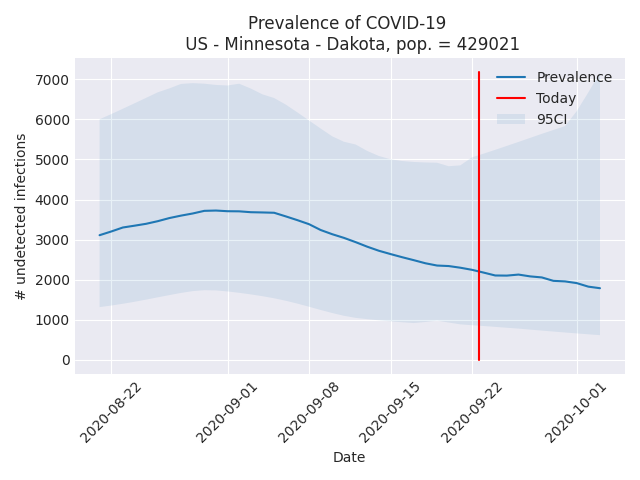 Prevalence of COVID-19
US - Minnesota - Dakota, pop. = 429021
7000
6000
5000
4000
3000
2000
1000
0
# undetected infections
Prevalence
Today
95CI
2020-08-22
2020-09-01
2020-09-08
2020-09-15
2020-09-22
2020-10-01
Date